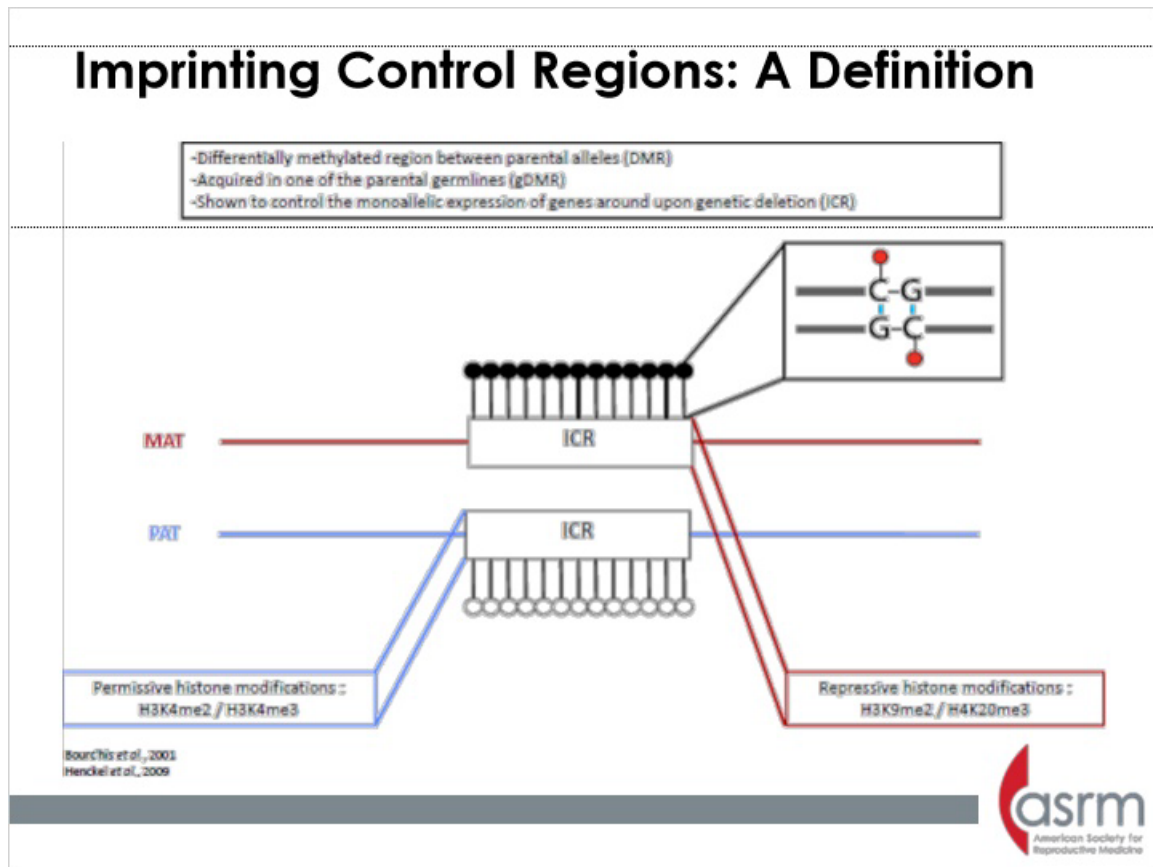 Imprinting Control Regions: A Definition
-Differentially methylated region between parental alleles (DMR)
-Acquired in one of the parental germlines (gDMR)
-Shown to control the monoallelic expression of genes around upon genetic deletion (ICR)
C-G
G-C
MAT
ICR
PAT
ICR
Permissive histone modifications :
H3K4me2 / H3K4me3
Repressive histone modifications :
H3K9me2 / H4K20me3
Bourc'his et al., 2001
Henckel et al., 2009
asrm
American Society for
Reproductive Medicine